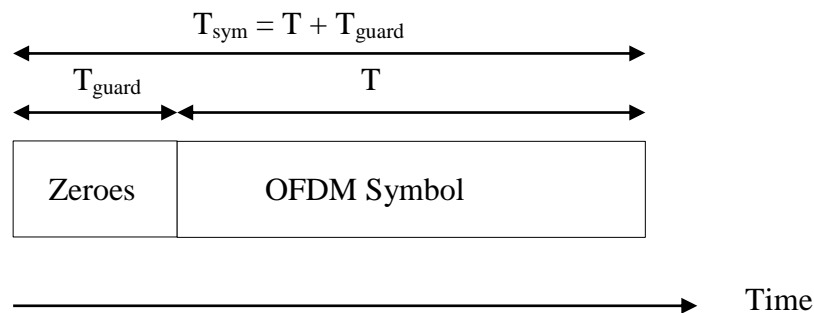 T_sym = T + T_guard
T_guard T
Zeroes OFDM Symbol
Time